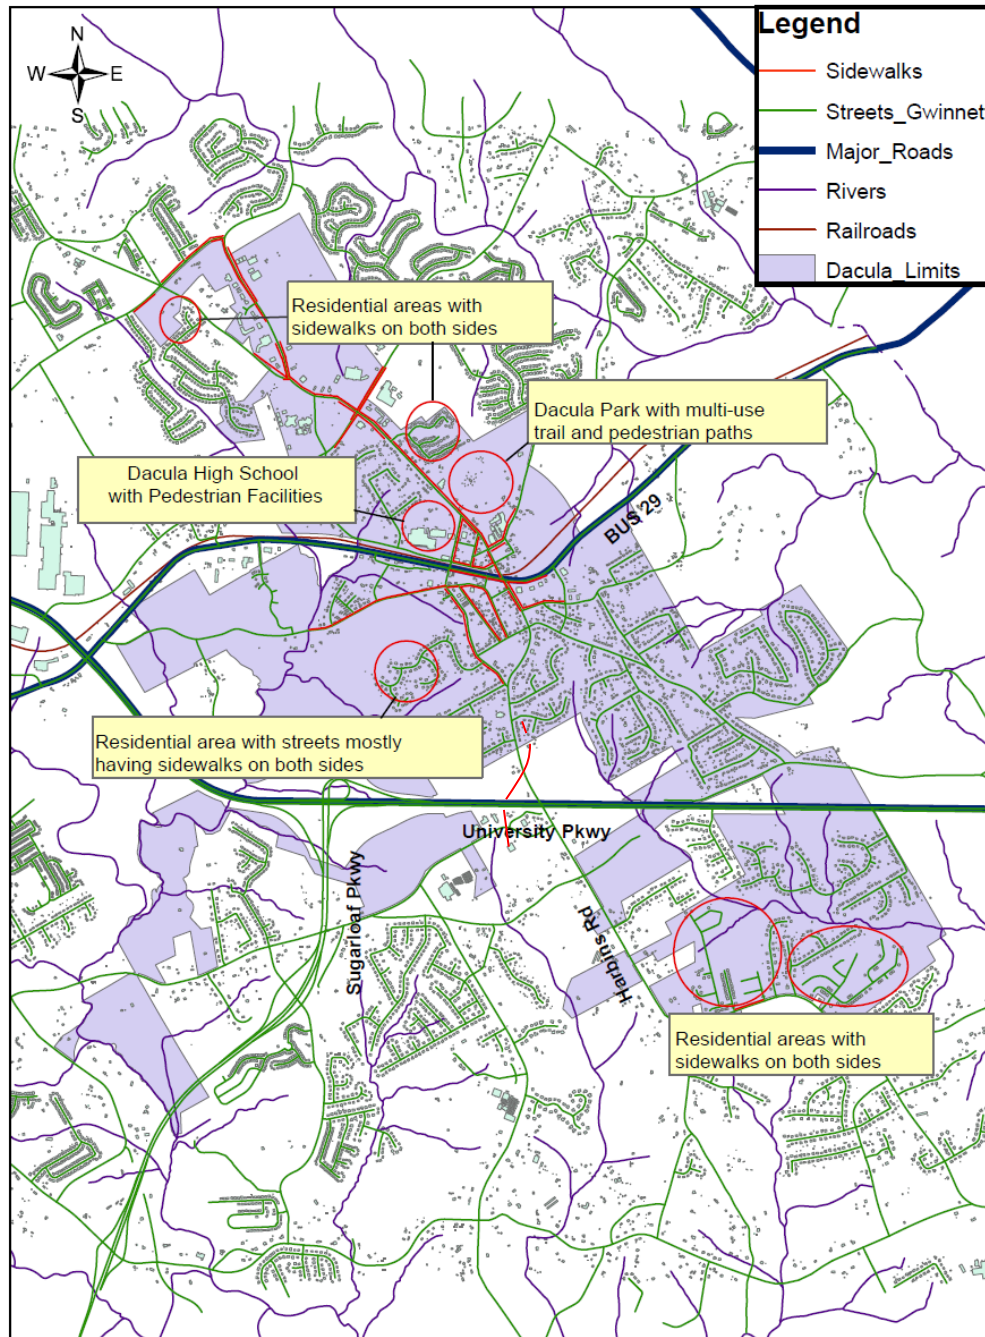 N
W E
S
Legend
Sidewalks
Streets_Gwinnet
Major_Roads
Rivers
Railroads
Dacula_Limits
Residential areas with
sidewalks on both sides
Dacula Park with multi-use
trail and pedestrian paths
Dacula High School
with Pedestrian Facilities
BUS 29
Residential area with streets mostly
having sidewalks on both sides
University Pkwy
Sugarloaf Pkwy
Harbins Rd
Residential areas with
sidewalks on both sides